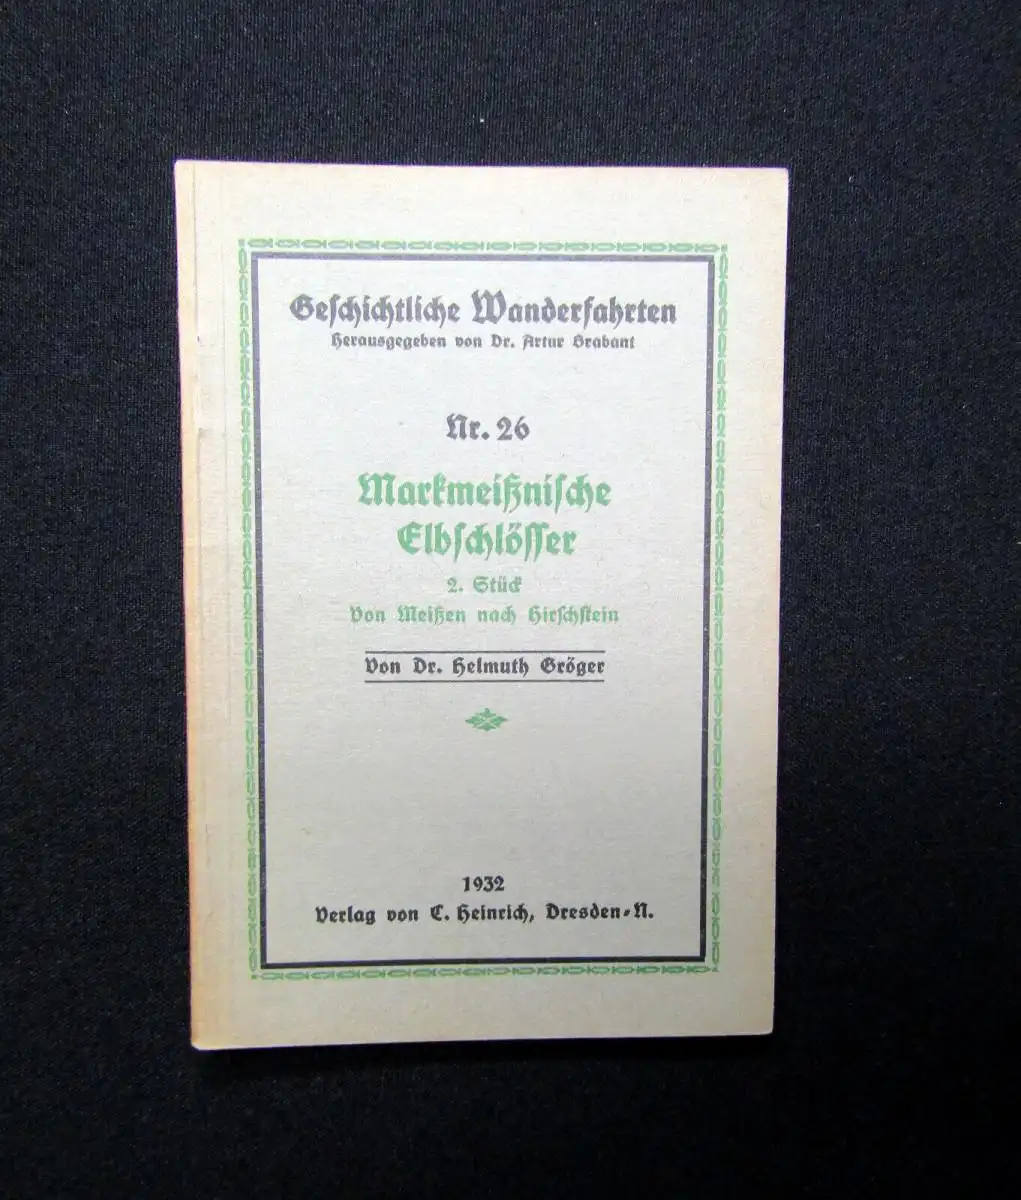 Geschichtliche Wanderfahrten
Herausgegeben von Dr. Artur Brabant
Nr. 26
Markmeißnische
Elbschlösser
2. Stück
Von Meißen nach Hirschstein
Von Dr. Helmuth Gröger
1932
Verlag von C. Heinrich, Dresden-N.